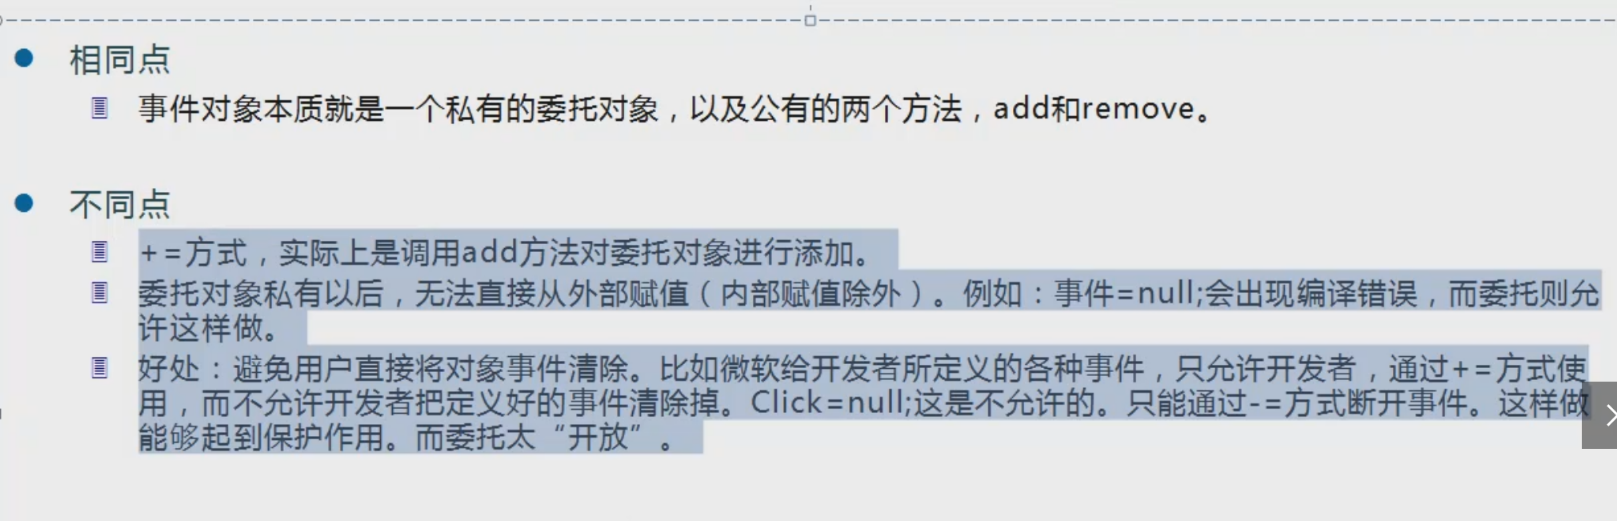 相同点
事件对象本质就是一个私有的委托对象，以及公有的两个方法，add和remove。
不同点
+=方式，实际上是调用add方法对委托对象进行添加。
委托对象私有以后，无法直接从外部赋值（内部赋值除外）。例如：事件=null;会出现编译错误，而委托则允
许这样做。
好处：避免用户直接将对象事件清除。比如微软给开发者所定义的各种事件，只允许开发者，通过+=方式使
用，而不允许开发者把定义好的事件清除掉。Click=null;这是不允许的。只能通过-=方式断开事件。这样做
能够起到保护作用。而委托太“开放”。